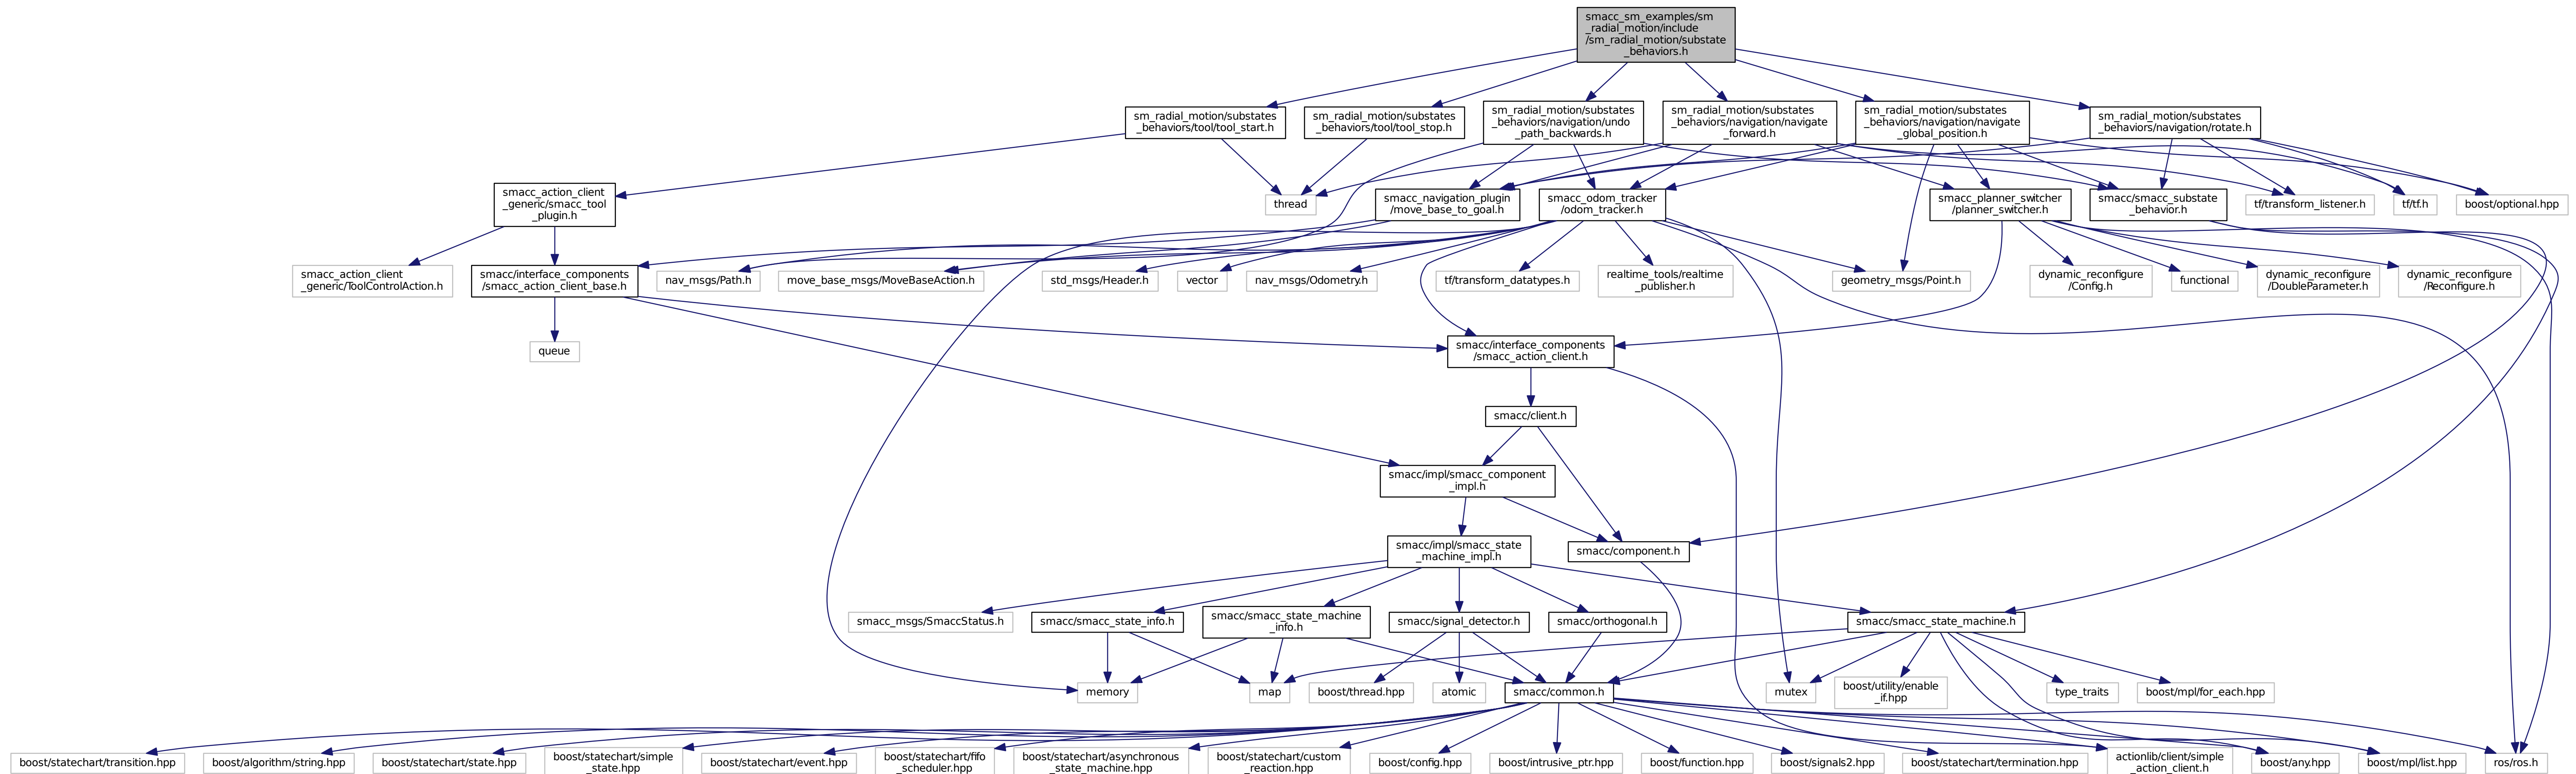 smacc_sm_examples/sm
_radial_motion/include
/sm_radial_motion/substate
_behaviors.h
sm_radial_motion/substates
_behaviors/tool/tool_start.h
sm_radial_motion/substates
_behaviors/tool/tool_stop.h
sm_radial_motion/substates
_behaviors/navigation/undo
_path_backwards.h
sm_radial_motion/substates
_behaviors/navigation/navigate
_forward.h
sm_radial_motion/substates
_behaviors/navigation/navigate
_global_position.h
sm_radial_motion/substates
_behaviors/navigation/rotate.h
smacc_action_client
_generic/smacc_tool
_plugin.h
thread
smacc_navigation_plugin
/move_base_to_goal.h
smacc_odom_tracker
/odom_tracker.h
smacc_planner_switcher
/planner_switcher.h
smacc/smacc_substate
_behavior.h
tf/transform_listener.h
tf/tf.h
boost/optional.hpp
smacc_action_client
_generic/ToolControlAction.h
smacc/interface_components
/smacc_action_client_base.h
nav_msgs/Path.h
move_base_msgs/MoveBaseAction.h
std_msgs/Header.h
vector
nav_msgs/Odometry.h
tf/transform_datatypes.h
realtime_tools/realtime
_publisher.h
geometry_msgs/Point.h
dynamic_reconfigure
/Config.h
functional
dynamic_reconfigure
/DoubleParameter.h
dynamic_reconfigure
/Reconfigure.h
queue
smacc/interface_components
/smacc_action_client.h
smacc/client.h
smacc/impl/smacc_component
_impl.h
smacc/impl/smacc_state
_machine_impl.h
smacc/component.h
smacc_msgs/SmaccStatus.h
smacc/smacc_state_info.h
smacc/smacc_state_machine
_info.h
smacc/signal_detector.h
smacc/orthogonal.h
smacc/smacc_state_machine.h
memory
map
boost/thread.hpp
atomic
smacc/common.h
mutex
boost/utility/enable
_if.hpp
type_traits
boost/mpl/for_each.hpp
boost/statechart/transition.hpp
boost/algorithm/string.hpp
boost/statechart/state.hpp
boost/statechart/simple
_state.hpp
boost/statechart/event.hpp
boost/statechart/fifo
_scheduler.hpp
boost/statechart/asynchronous
_state_machine.hpp
boost/statechart/custom
_reaction.hpp
boost/config.hpp
boost/intrusive_ptr.hpp
boost/function.hpp
boost/signals2.hpp
boost/statechart/termination.hpp
actionlib/client/simple
_action_client.h
boost/any.hpp
boost/mpl/list.hpp
ros/ros.h